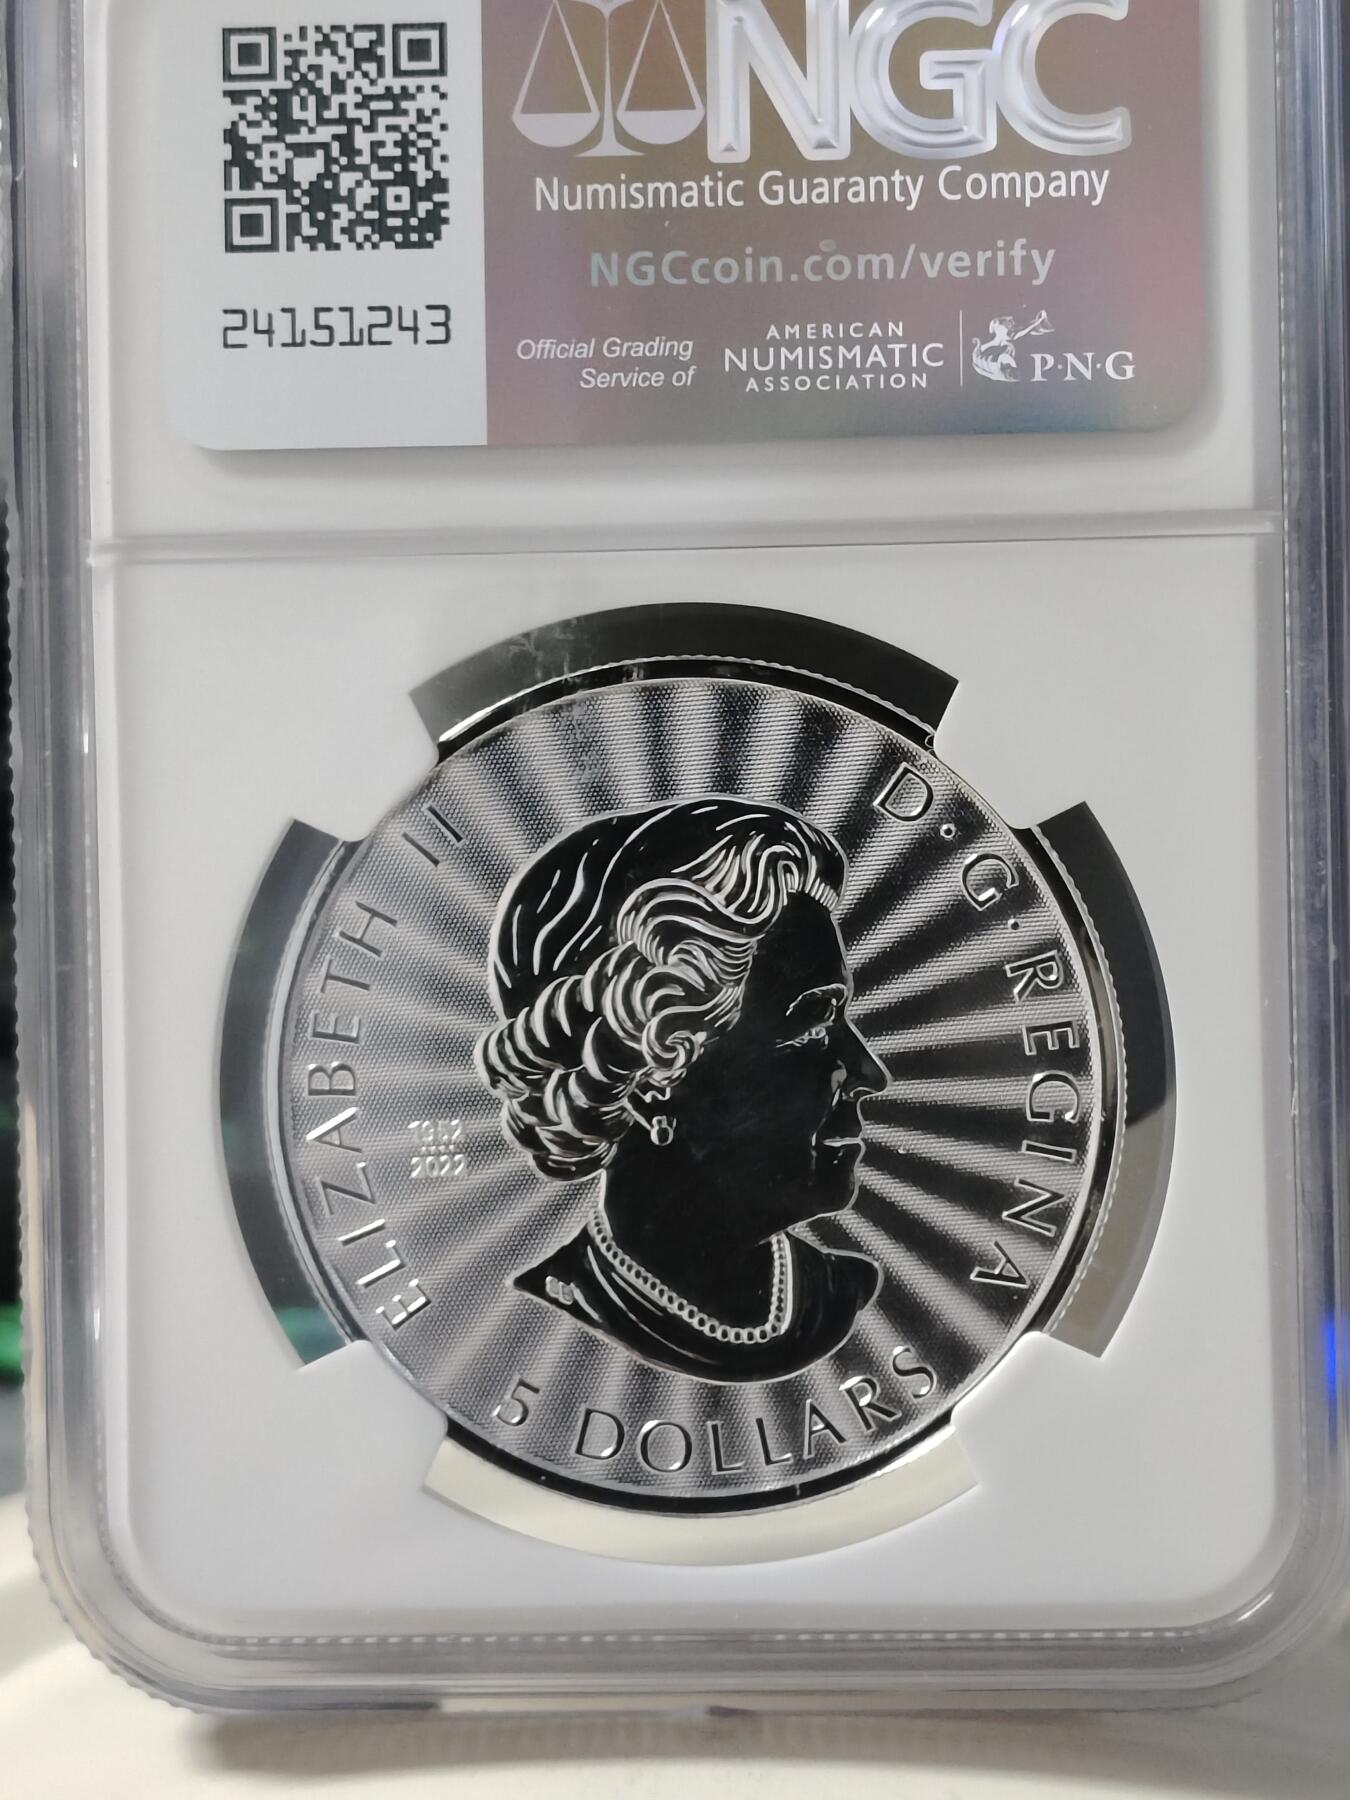 NGC
Numismatic Guaranty Company
NGCcoin.com/verify
24151243
Official Grading
Service of
AMERICAN
NUMISMATIC
ASSOCIATION
P·N·G
ELIZABETH II
D·G·REGINA
1952
2022
5 DOLLARS